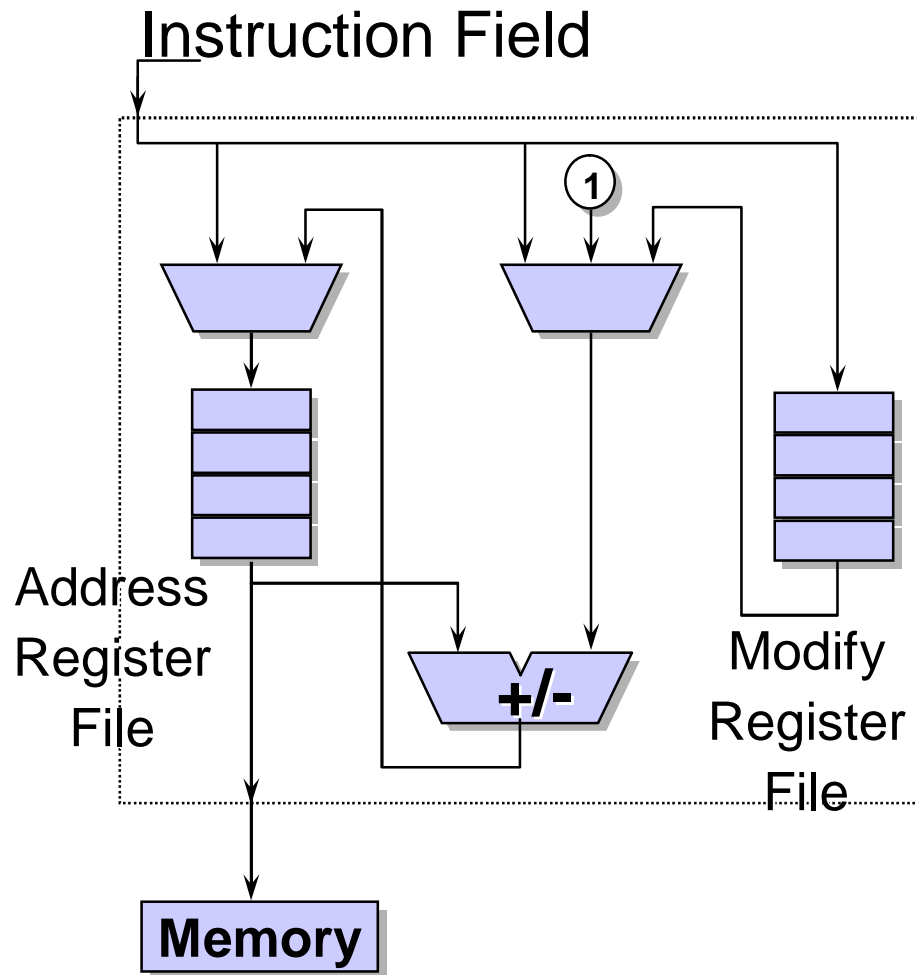 Instruction Field
1
Address
Register
File
+/-
Modify
Register
File
Memory